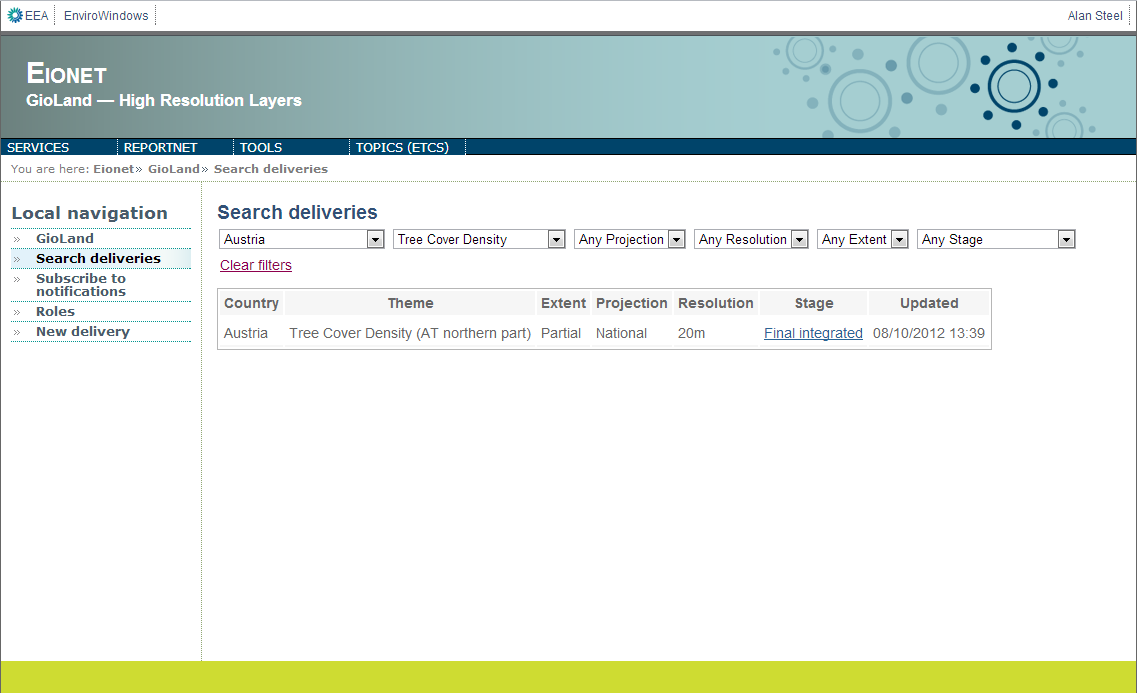 EEA EnviroWindows Alan Steel
EIONET
GioLand — High Resolution Layers
SERVICES REPORTNET TOOLS TOPICS (ETCS)
You are here: Eionet» GioLand» Search deliveries
Local navigation
» GioLand
» Search deliveries
» Subscribe to
notifications
» Roles
» New delivery
Search deliveries
Austria Tree Cover Density Any Projection Any Resolution Any Extent Any Stage
Clear filters
Country Theme Extent Projection Resolution Stage Updated
Austria Tree Cover Density (AT northern part) Partial National 20m Final integrated 08/10/2012 13:39